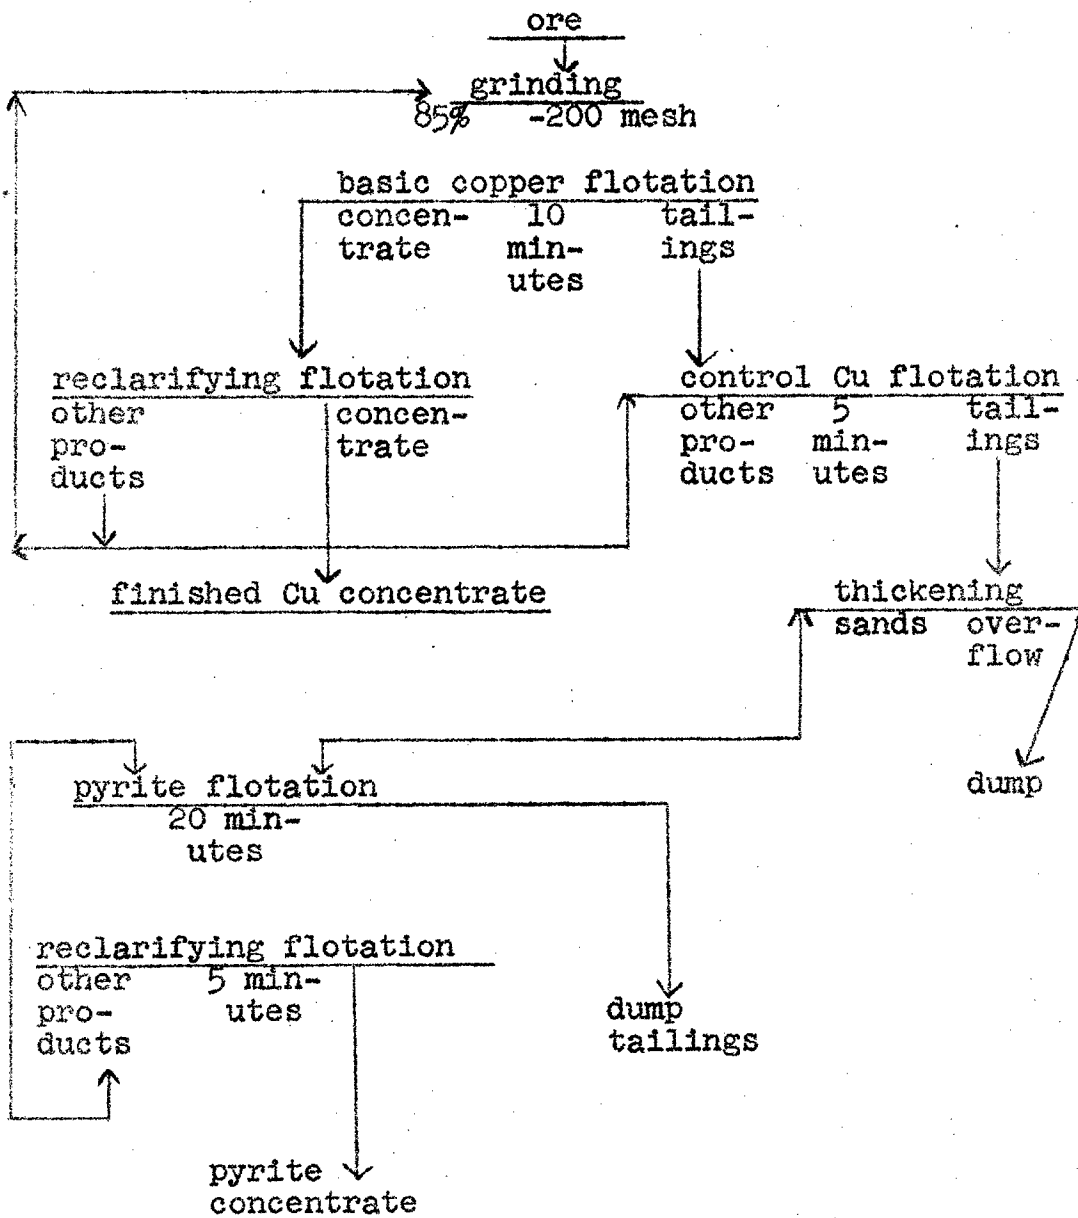 ore
grinding
85% -200 mesh
basic copper flotation
concen- 10 tail-
trate min- ings
utes
reclarifying flotation
other concen-
pro- trate
ducts
control Cu flotation
other 5 tail-
pro- min- ings
ducts utes
finished Cu concentrate
thickening
sands over-
flow
dump
pyrite flotation
20 min-
utes
reclarifying flotation
other 5 min-
pro- utes
ducts
dump
tailings
pyrite
concentrate